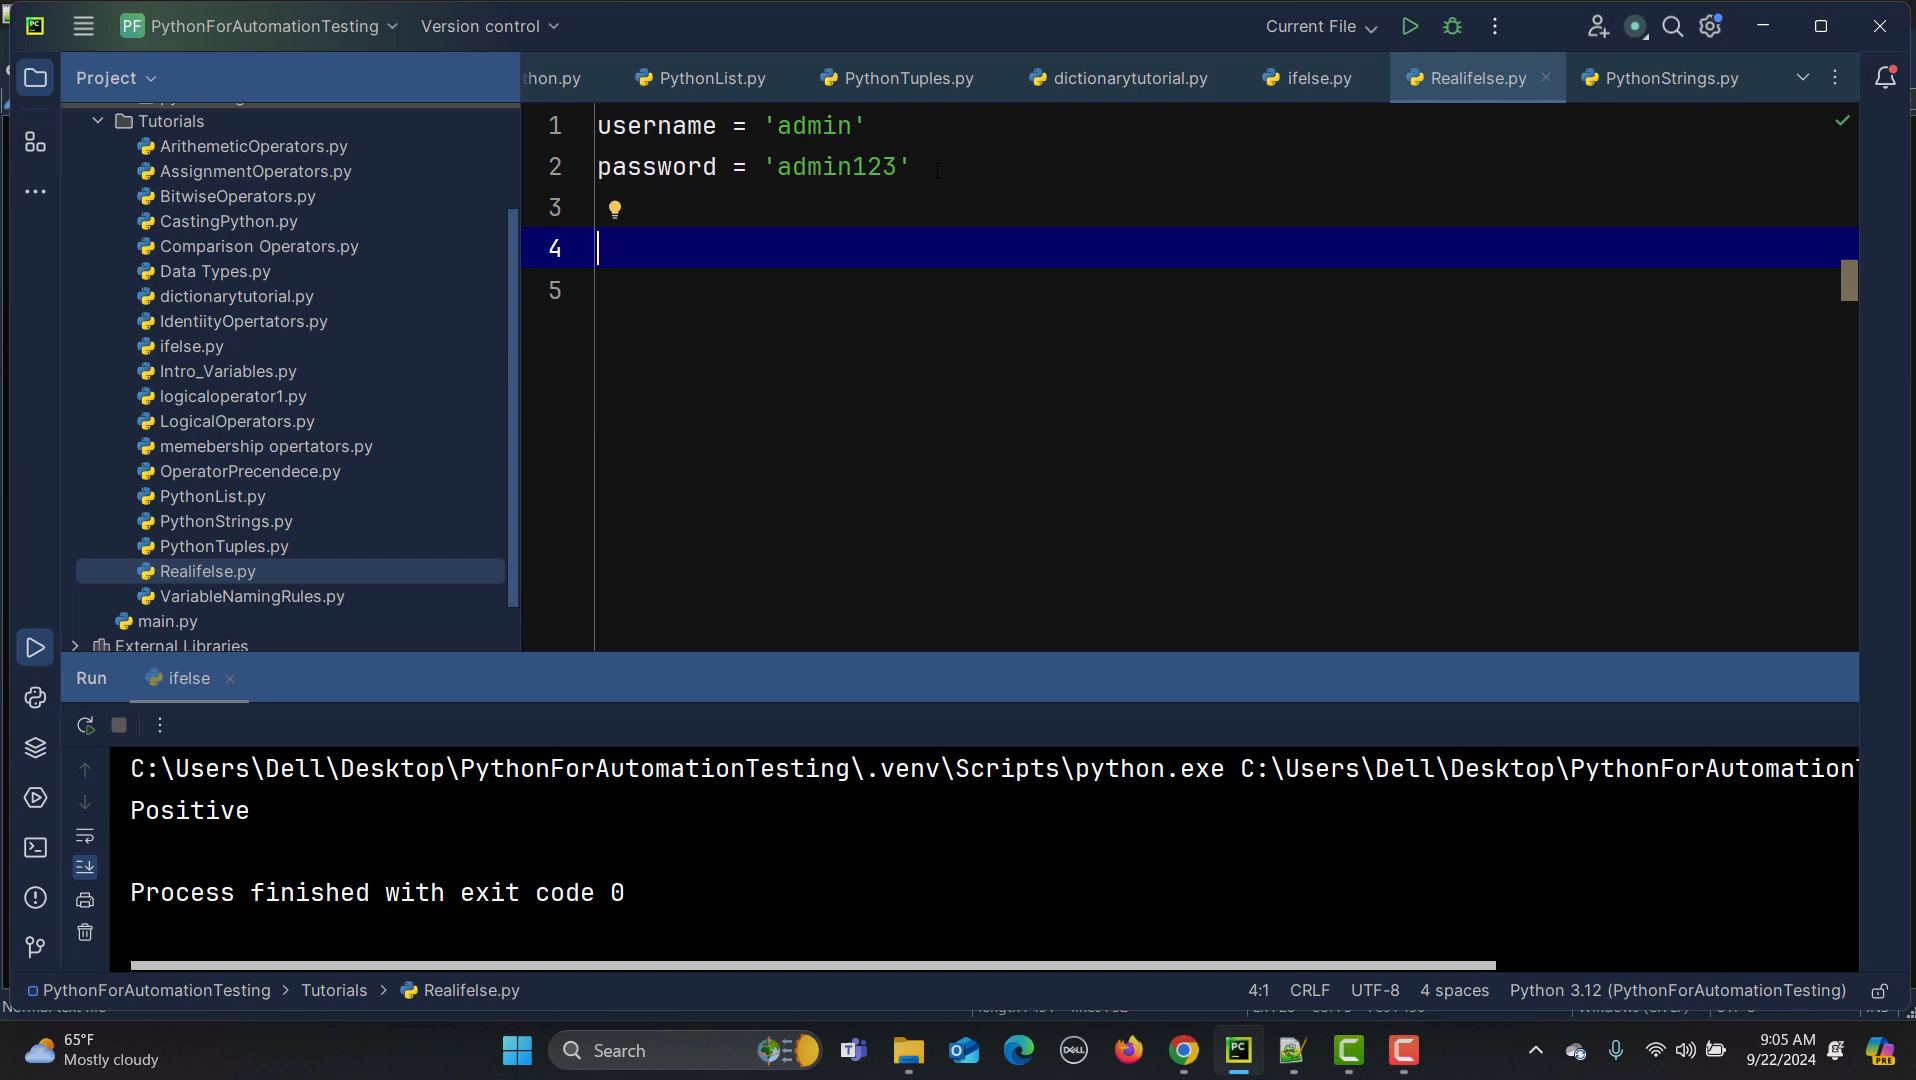 PC
PF PythonForAutomationTesting
Version control
Current File
Project
thon.py
PythonList.py
PythonTuples.py
dictionarytutorial.py
ifelse.py
Realifelse.py
PythonStrings.py
Tutorials
ArithemeticOperators.py
AssignmentOperators.py
BitwiseOperators.py
CastingPython.py
Comparison Operators.py
Data Types.py
dictionarytutorial.py
IdentiityOpertators.py
ifelse.py
Intro_Variables.py
logicaloperator1.py
LogicalOperators.py
memebership opertators.py
OperatorPrecendece.py
PythonList.py
PythonStrings.py
PythonTuples.py
Realifelse.py
VariableNamingRules.py
main.py
External Libraries
1 username = 'admin'
2 password = 'admin123'
3
4
5
Run
ifelse
C:\Users\Dell\Desktop\PythonForAutomationTesting\.venv\Scripts\python.exe C:\Users\Dell\Desktop\PythonForAutomation
Positive
Process finished with exit code 0
PythonForAutomationTesting > Tutorials > Realifelse.py
4:1 CRLF UTF-8 4 spaces Python 3.12 (PythonForAutomationTesting)
65°F
Mostly cloudy
Search
DELL
PC
9:05 AM
9/22/2024
PRE